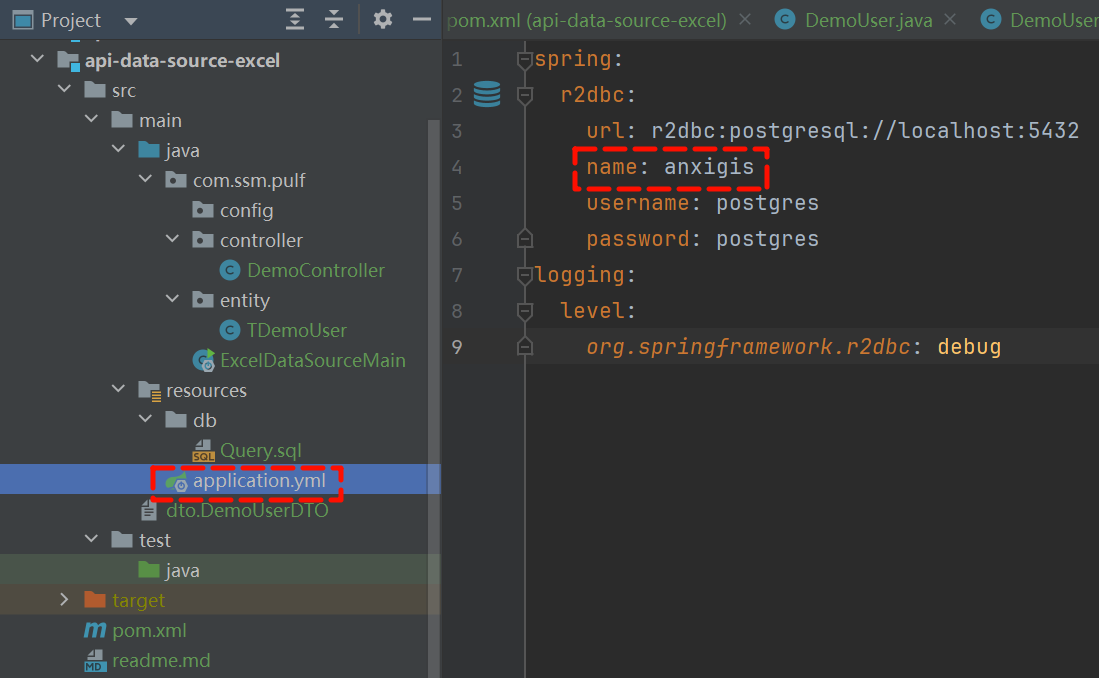 Project
api-data-source-excel
src
main
java
com.ssm.pulf
config
controller
DemoController
entity
TDemoUser
ExcelDataSourceMain
resources
db
SQL Query.sql
application.yml
dto.DemoUserDTO
test
java
target
m pom.xml
MD readme.md
pom.xml (api-data-source-excel)
C DemoUser.java
C DemoUser
1 spring:
2 r2dbc:
3 url: r2dbc:postgresql://localhost:5432
4 name: anxigis
5 username: postgres
6 password: postgres
7 logging:
8 level:
9 org.springframework.r2dbc: debug